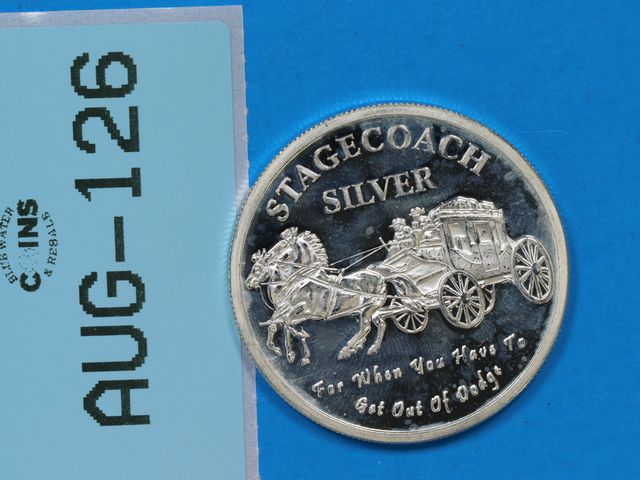 AUG-126
BLUE WATER
COINS
& RESALE
STAGECOACH
SILVER
For When You Have To
Get Out Of Dodge